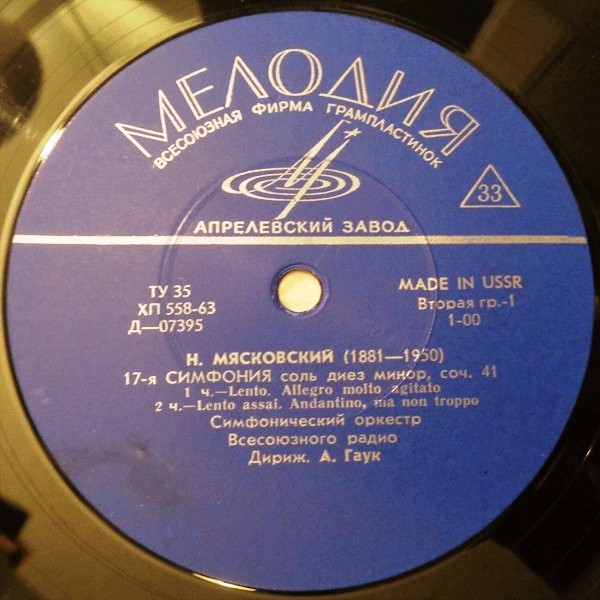 МЕЛОДИЯ
ВСЕСОЮЗНАЯ ФИРМА ГРАМПЛАСТИНОК
33
АПРЕЛЕВСКИЙ ЗАВОД
ТУ 35
ХП 558-63
Д—07395
MADE IN USSR
Вторая гр.-1
1-00
Н. МЯСКОВСКИЙ (1881—1950)
17-я СИМФОНИЯ соль диез минор, соч. 41
1 ч.—Lento. Allegro molto agitato
2 ч.—Lento assai. Andantino, ma non troppo
Симфонический оркестр
Всесоюзного радио
Дириж. А. Гаук